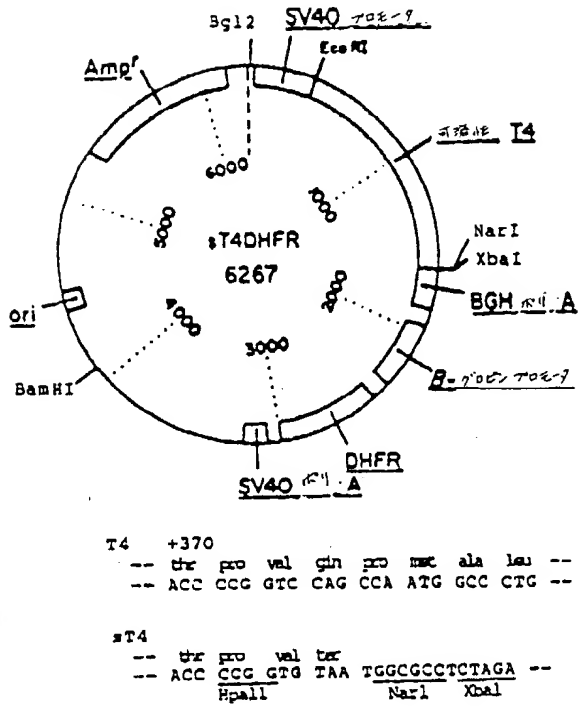 Bgl2
SV40 プロモータ
EcoRI
Ampr
可溶性 T4
6000
1000
5000
sT4DHFR
6267
NarI
XbaI
2000
BGH ポリ A
ori
4000
3000
β-グロビン プロモータ
BamHI
DHFR
SV40 ポリ A
T4 +370
-- thr pro val gln pro met ala leu --
-- ACC CCG GTC CAG CCA ATG GCC CTG --
sT4
-- thr pro val ter
-- ACC CCG GTG TAA TGGCGCCTCTAGA --
HpaII NarI XbaI